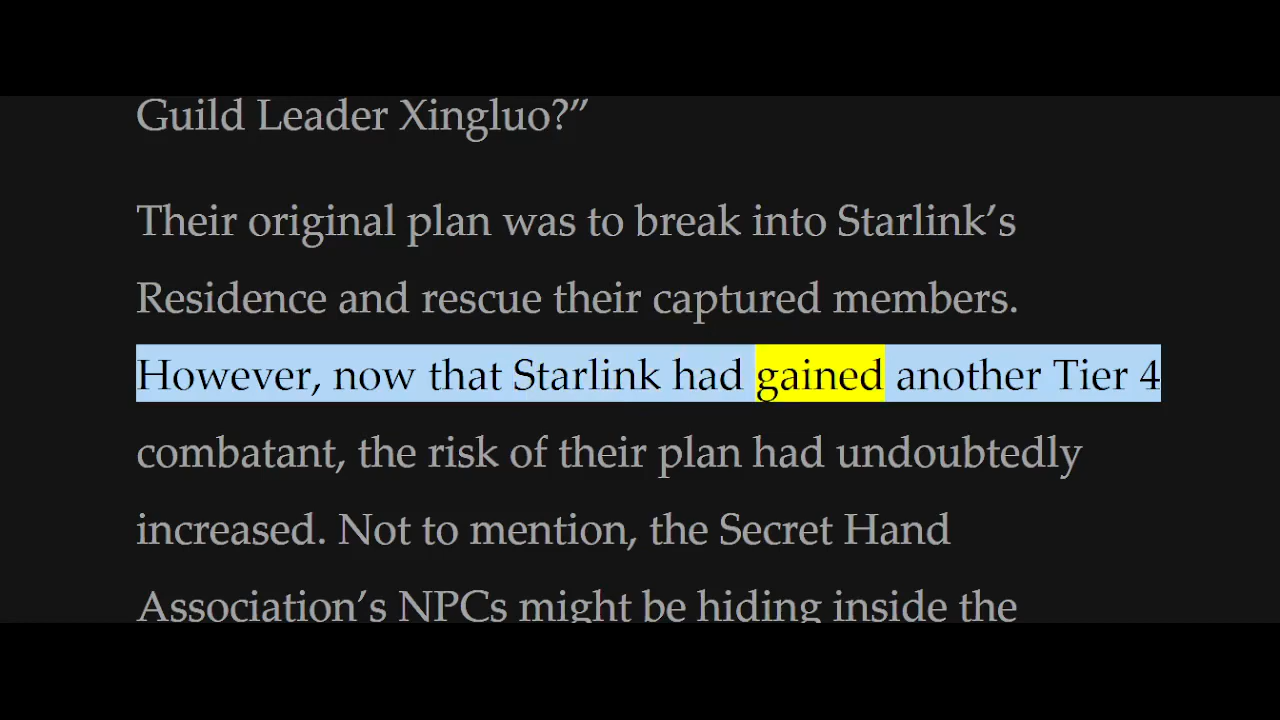 Guild Leader Xingluo?”
Their original plan was to break into Starlink’s
Residence and rescue their captured members.
However, now that Starlink had gained another Tier 4
combatant, the risk of their plan had undoubtedly
increased. Not to mention, the Secret Hand
Association’s NPCs might be hiding inside the